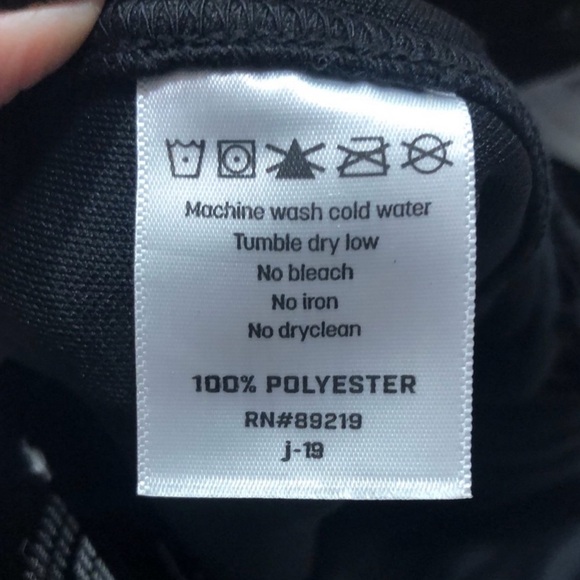 Machine wash cold water
Tumble dry low
No bleach
No iron
No dryclean
100% POLYESTER
RN#89219
j-19